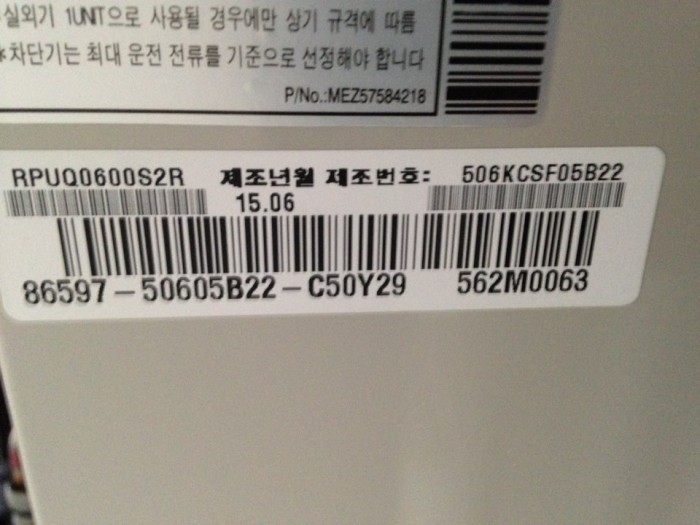 실외기 1UNT으로 사용될 경우에만 상기 규격에 따름
*차단기는 최대 운전 전류를 기준으로 선정해야 합니다
P/No.:MEZ57584218
RPUQ0600S2R 제조년월 제조번호: 506KCSF05B22
15.06
86597-50605B22-C50Y29 562M0063